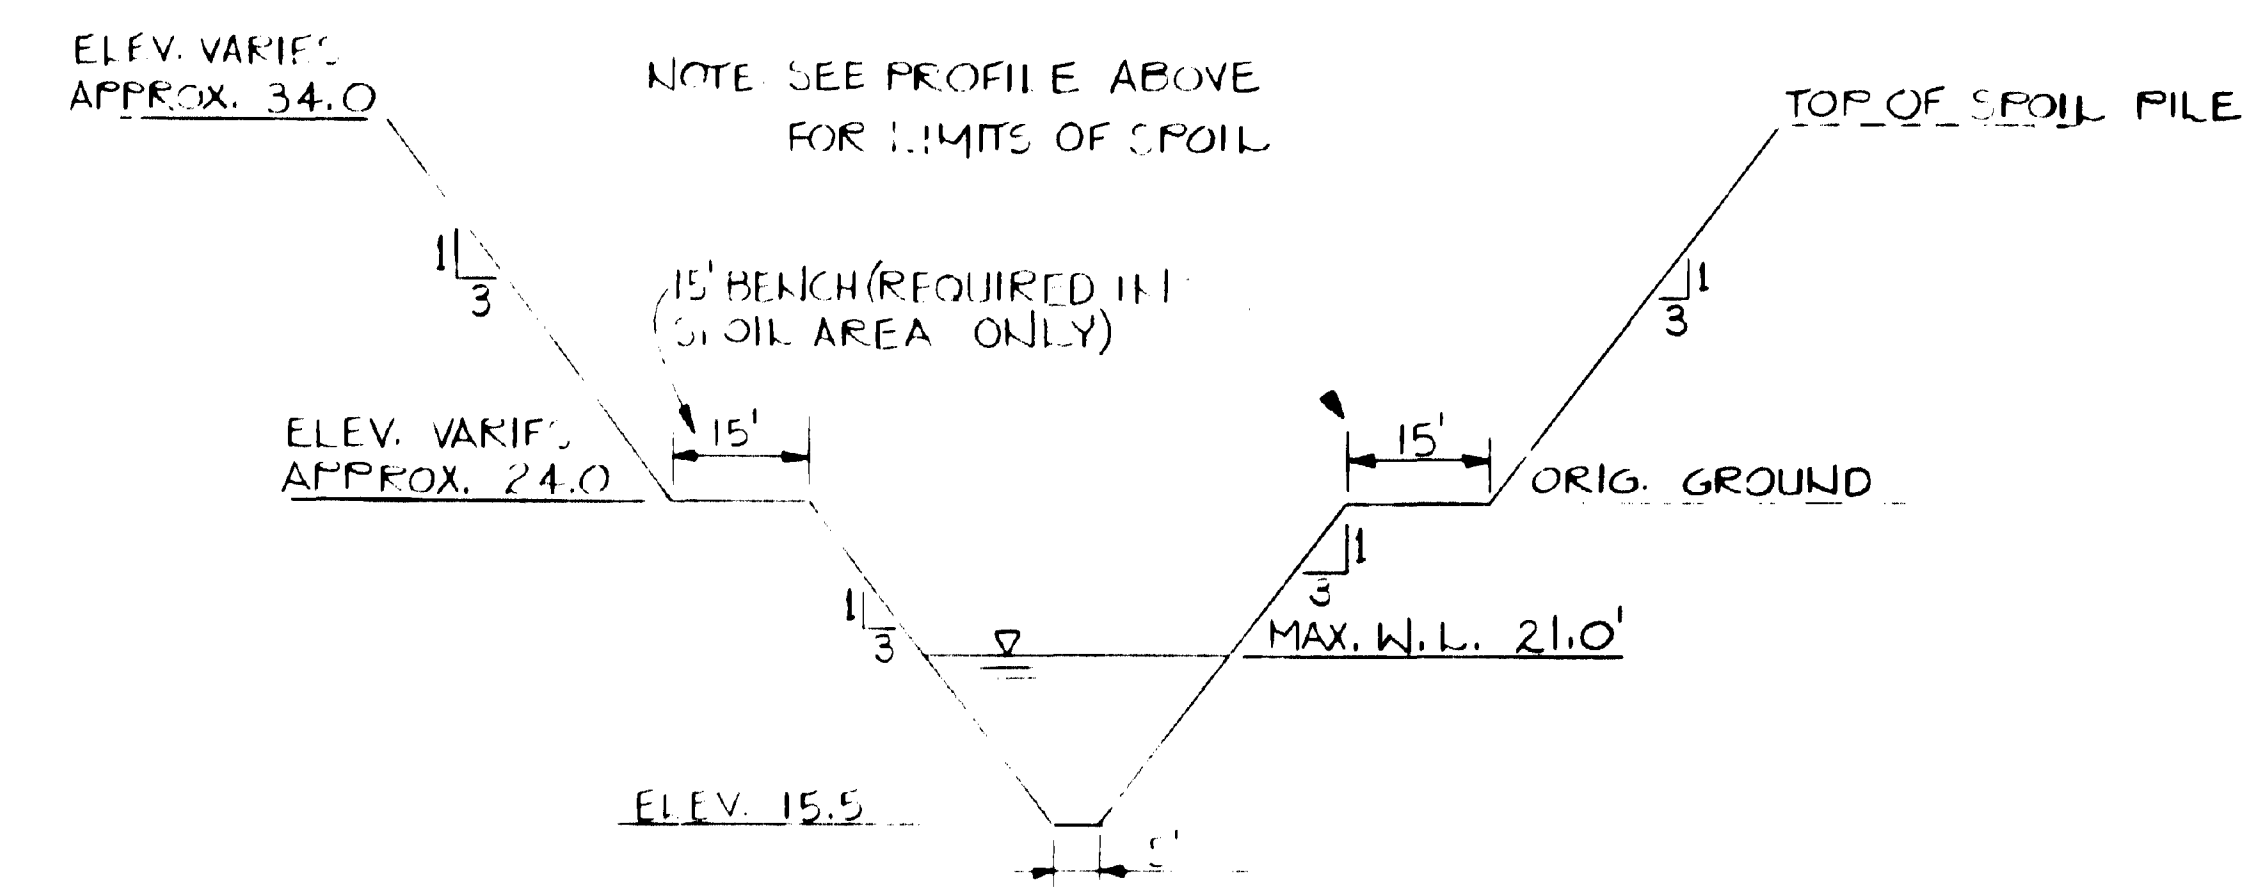 ELEV. VARIES
APPROX. 34.0
NOTE SEE PROFILE ABOVE
FOR LIMITS OF SPOIL
TOP OF SPOIL PILE
1
3
15' BENCH (REQUIRED IN
SPOIL AREA ONLY)
1
3
ELEV. VARIES
APPROX. 24.0
15'
15'
ORIG. GROUND
1
3
1
3
MAX. W.L. 21.0'
ELEV. 15.5
5'